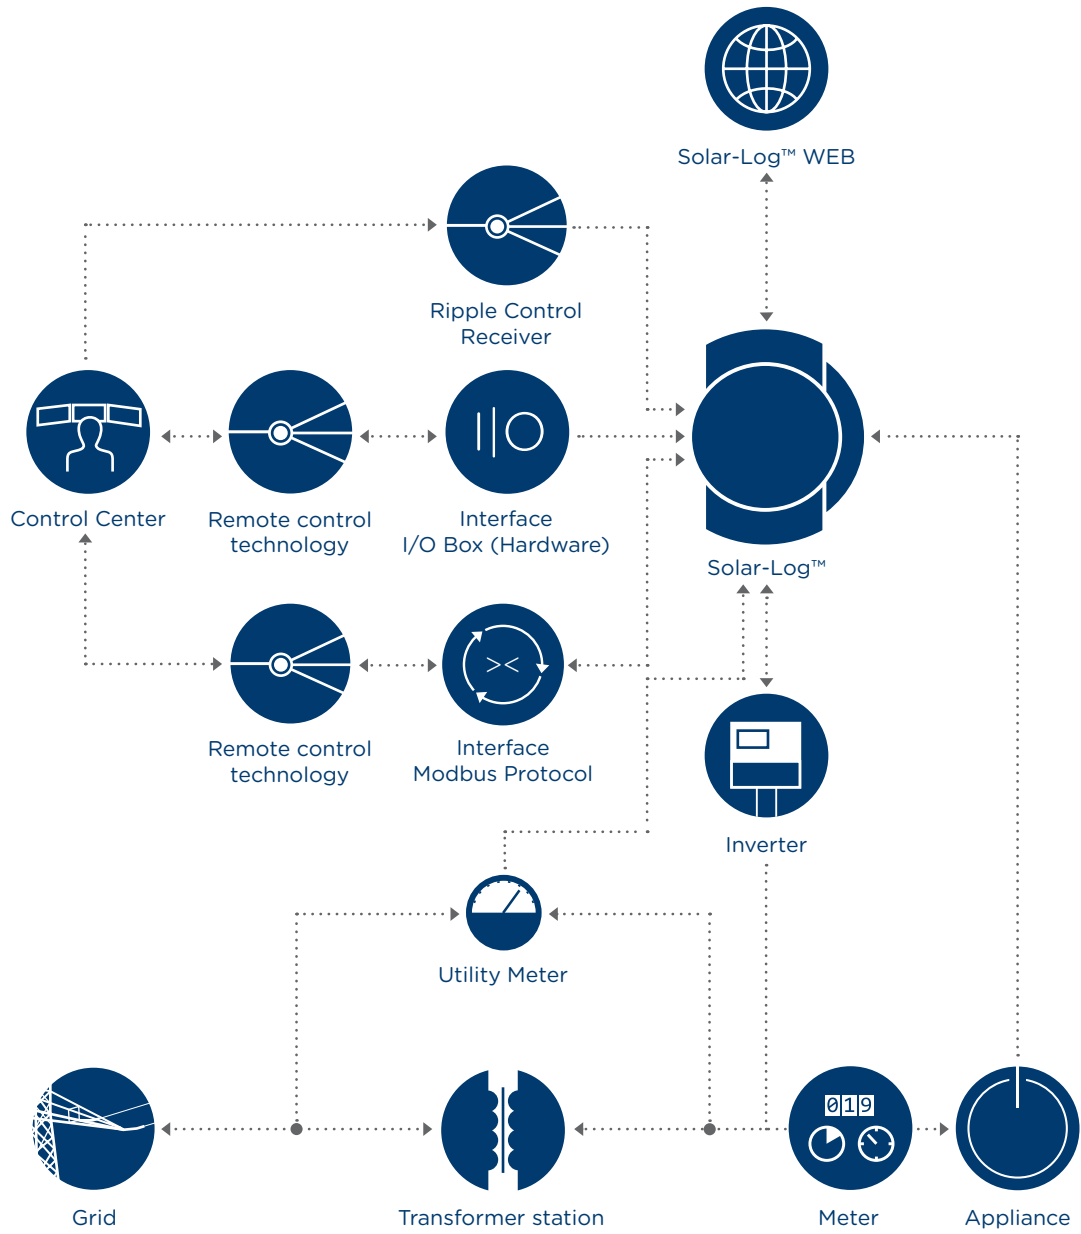 Solar-Log™ WEB
Ripple Control
Receiver
Control Center
Remote control
technology
Interface
I/O Box (Hardware)
Solar-Log™
Remote control
technology
Interface
Modbus Protocol
Inverter
Utility Meter
019
Grid
Transformer station
Meter
Appliance